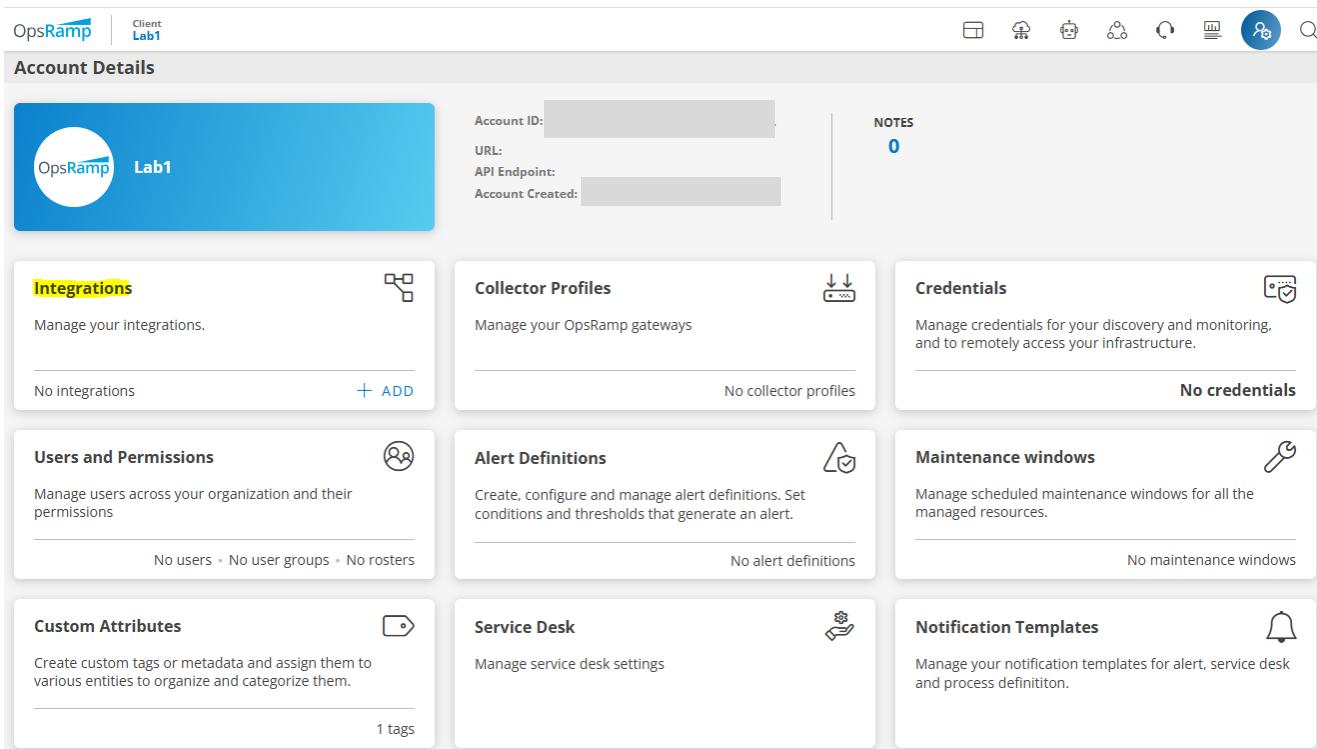 OpsRamp
Client
Lab1
Account Details
OpsRamp
Lab1
Account ID:
URL:
API Endpoint:
Account Created:
NOTES
0
Integrations
Manage your integrations.
No integrations
+ ADD
Collector Profiles
Manage your OpsRamp gateways
No collector profiles
Credentials
Manage credentials for your discovery and monitoring,
and to remotely access your infrastructure.
No credentials
Users and Permissions
Manage users across your organization and their
permissions
No users • No user groups • No rosters
Alert Definitions
Create, configure and manage alert definitions. Set
conditions and thresholds that generate an alert.
No alert definitions
Maintenance windows
Manage scheduled maintenance windows for all the
managed resources.
No maintenance windows
Custom Attributes
Create custom tags or metadata and assign them to
various entities to organize and categorize them.
1 tags
Service Desk
Manage service desk settings
Notification Templates
Manage your notification templates for alert, service desk
and process definititon.